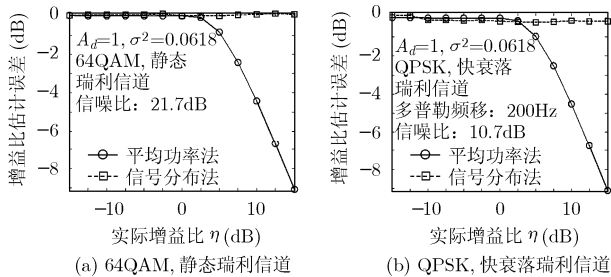 0
−2
−4
−6
−8
增益比估计误差 (dB)
A_d=1, σ²=0.0618
64QAM, 静态
瑞利信道
信噪比：21.7dB
平均功率法
信号分布法
−10
0
10
实际增益比 η (dB)
(a) 64QAM, 静态瑞利信道
0
−2
−4
−6
−8
增益比估计误差 (dB)
A_d=1, σ²=0.0618
QPSK, 快衰落
瑞利信道
多普勒频移：200Hz
信噪比：10.7dB
平均功率法
信号分布法
−10
0
10
实际增益比 η (dB)
(b) QPSK, 快衰落瑞利信道